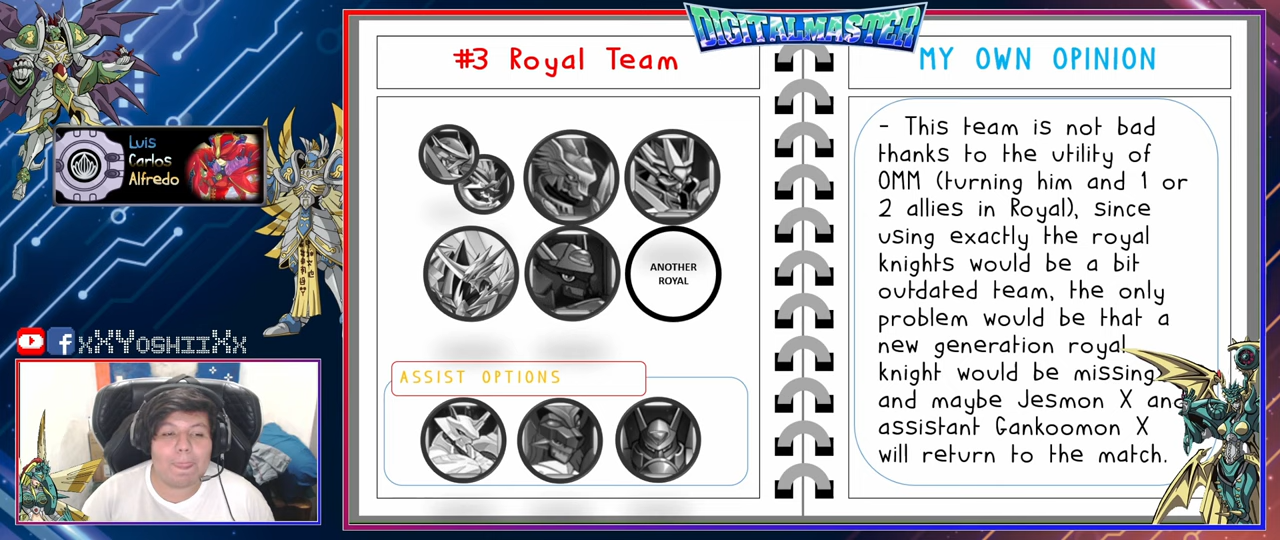 DIGITALMASTER
#3 Royal Team
MY OWN OPINION
Luis
Carlos
Alfredo
ANOTHER
ROYAL
ASSIST OPTIONS
- This team is not bad
thanks to the utility of
OMM (turning him and 1 or
2 allies in Royal), since
using exactly the royal
knights would be a bit
outdated team, the only
problem would be that a
new generation royal
knight would be missing
and maybe Jesmon X and
assistant Gankoomon X
will return to the match.
xXYOSHIIXx